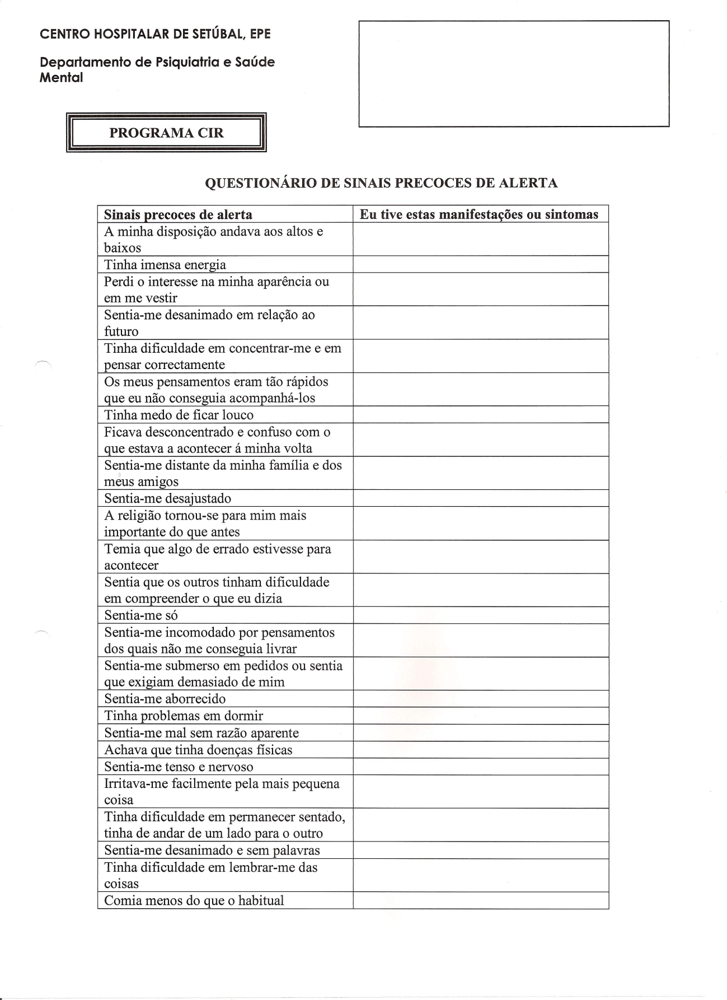 CENTRO HOSPITALAR DE SETÚBAL, EPE
Departamento de Psiquiatria e Saúde
Mental
PROGRAMA CIR
QUESTIONÁRIO DE SINAIS PRECOCES DE ALERTA
Sinais precoces de alerta
Eu tive estas manifestações ou sintomas
A minha disposição andava aos altos e
baixos
Tinha imensa energia
Perdi o interesse na minha aparência ou
em me vestir
Sentia-me desanimado em relação ao
futuro
Tinha dificuldade em concentrar-me e em
pensar correctamente
Os meus pensamentos eram tão rápidos
que eu não conseguia acompanhá-los
Tinha medo de ficar louco
Ficava desconcentrado e confuso com o
que estava a acontecer á minha volta
Sentia-me distante da minha família e dos
meus amigos
Sentia-me desajustado
A religião tornou-se para mim mais
importante do que antes
Temia que algo de errado estivesse para
acontecer
Sentia que os outros tinham dificuldade
em compreender o que eu dizia
Sentia-me só
Sentia-me incomodado por pensamentos
dos quais não me conseguia livrar
Sentia-me submerso em pedidos ou sentia
que exigiam demasiado de mim
Sentia-me aborrecido
Tinha problemas em dormir
Sentia-me mal sem razão aparente
Achava que tinha doenças físicas
Sentia-me tenso e nervoso
Irritava-me facilmente pela mais pequena
coisa
Tinha dificuldade em permanecer sentado,
tinha de andar de um lado para o outro
Sentia-me desanimado e sem palavras
Tinha dificuldade em lembrar-me das
coisas
Comia menos do que o habitual